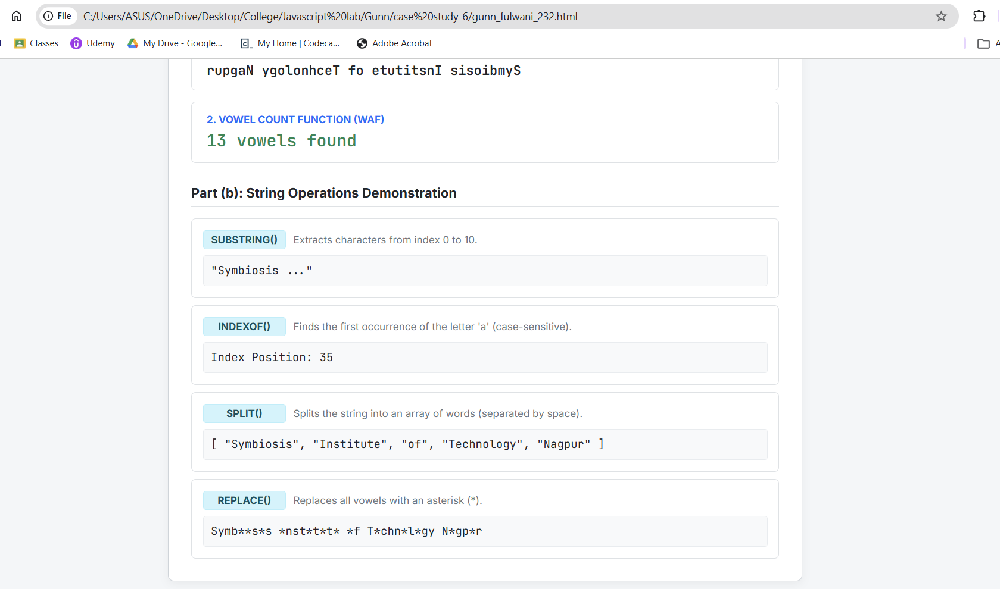 File C:/Users/ASUS/OneDrive/Desktop/College/Javascript%20lab/Gunn/case%20study-6/gunn_fulwani_232.html
Classes Udemy My Drive - Google... My Home | Codeca... Adobe Acrobat
rupgaN ygolonhceT fo etutitsnI sisoibmyS
2. VOWEL COUNT FUNCTION (WAF)
13 vowels found
Part (b): String Operations Demonstration
SUBSTRING() Extracts characters from index 0 to 10.
"Symbiosis ..."
INDEXOF() Finds the first occurrence of the letter 'a' (case-sensitive).
Index Position: 35
SPLIT() Splits the string into an array of words (separated by space).
[ "Symbiosis", "Institute", "of", "Technology", "Nagpur" ]
REPLACE() Replaces all vowels with an asterisk (*).
Symb**s*s *nst*t*t* *f T*chn*l*gy N*gp*r